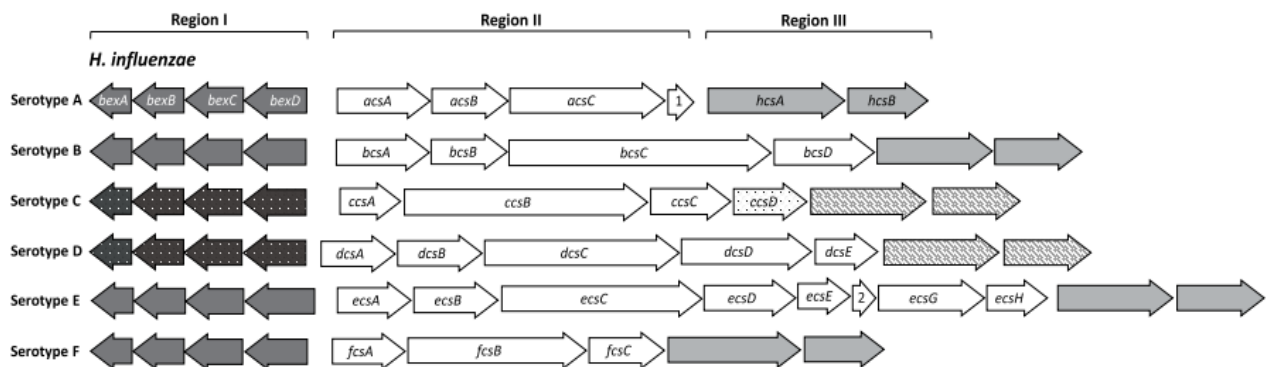 Region I Region II Region III
H. influenzae
Serotype A bexA bexB bexC bexD acsA acsB acsC 1 hcsA hcsB
Serotype B bcsA bcsB bcsC bcsD
Serotype C ccsA ccsB ccsC ccsD
Serotype D dcsA dcsB dcsC dcsD dcsE
Serotype E ecsA ecsB ecsC ecsD ecsE 2 ecsG ecsH
Serotype F fcsA fcsB fcsC